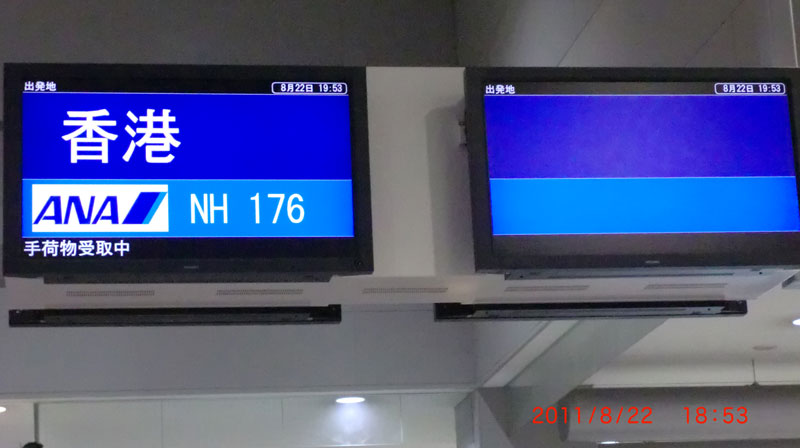 出発地 8月22日 19:53
香港
ANA NH 176
手荷物受取中
出発地 8月22日 19:53
2011/8/22 18:53